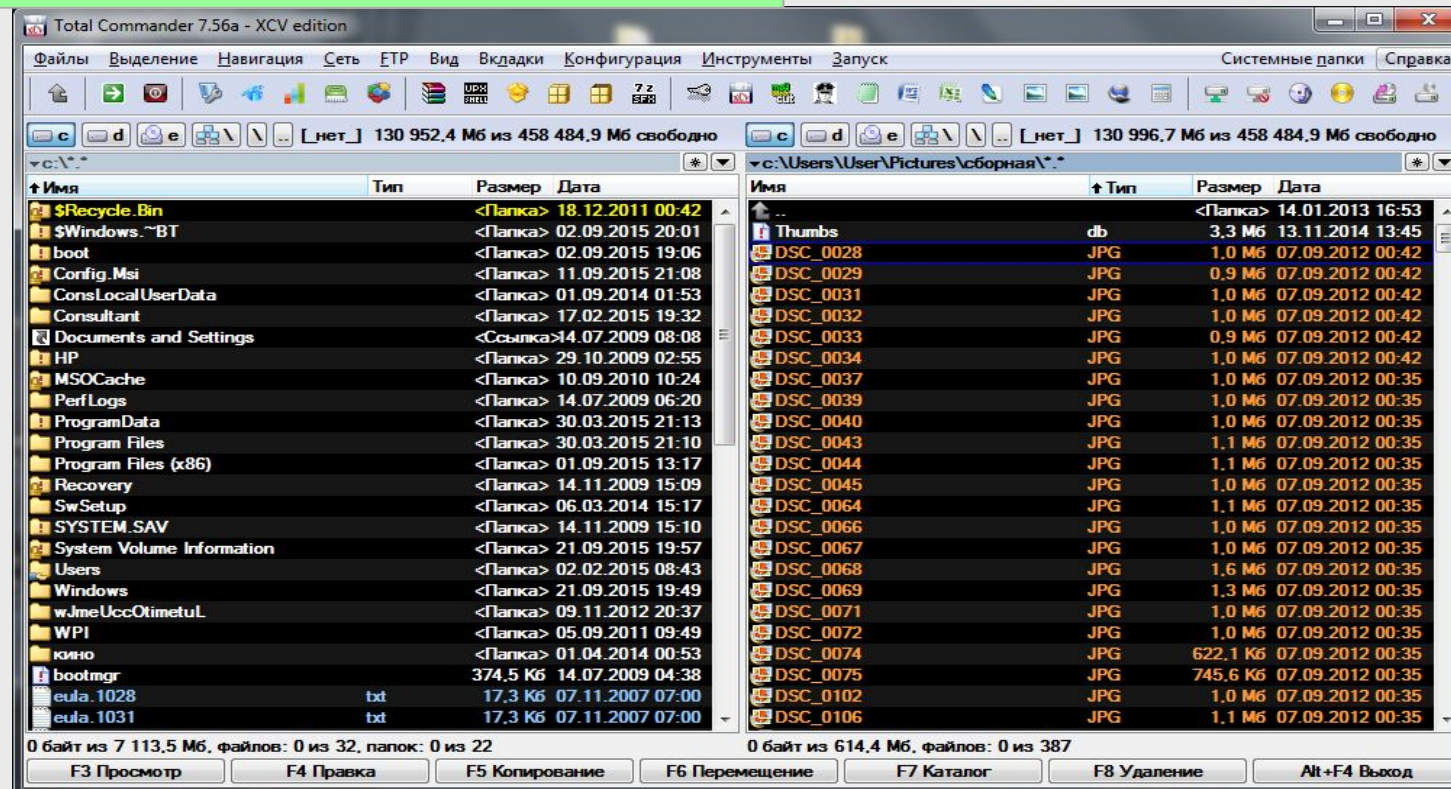 Total Commander 7.56a - XCV edition
Файлы Выделение Навигация Сеть FTP Вид Вкладки Конфигурация Инструменты Запуск Системные папки Справка
c d e \ \ .. [_нет_] 130 952,4 Мб из 458 484,9 Мб свободно c d e \ \ .. [_нет_] 130 996,7 Мб из 458 484,9 Мб свободно
c:\*.* * c:\Users\User\Pictures\сборная\*.* *
Имя Тип Размер Дата Имя Тип Размер Дата
$Recycle.Bin <Папка> 18.12.2011 00:42 .. <Папка> 14.01.2013 16:53
$Windows.~BT <Папка> 02.09.2015 20:01 Thumbs db 3,3 Мб 13.11.2014 13:45
boot <Папка> 02.09.2015 19:06 DSC_0028 JPG 1,0 Мб 07.09.2012 00:42
Config.Msi <Папка> 11.09.2015 21:08 DSC_0029 JPG 0,9 Мб 07.09.2012 00:42
ConsLocalUserData <Папка> 01.09.2014 01:53 DSC_0031 JPG 1,0 Мб 07.09.2012 00:42
Consultant <Папка> 17.02.2015 19:32 DSC_0032 JPG 1,0 Мб 07.09.2012 00:42
Documents and Settings <Ссылка> 14.07.2009 08:08 DSC_0033 JPG 0,9 Мб 07.09.2012 00:42
HP <Папка> 29.10.2009 02:55 DSC_0034 JPG 1,0 Мб 07.09.2012 00:42
MSOCache <Папка> 10.09.2010 10:24 DSC_0037 JPG 1,0 Мб 07.09.2012 00:35
PerfLogs <Папка> 14.07.2009 06:20 DSC_0039 JPG 1,0 Мб 07.09.2012 00:35
ProgramData <Папка> 30.03.2015 21:13 DSC_0040 JPG 1,0 Мб 07.09.2012 00:35
Program Files <Папка> 30.03.2015 21:10 DSC_0043 JPG 1,1 Мб 07.09.2012 00:35
Program Files (x86) <Папка> 01.09.2015 13:17 DSC_0044 JPG 1,1 Мб 07.09.2012 00:35
Recovery <Папка> 14.11.2009 15:09 DSC_0045 JPG 1,0 Мб 07.09.2012 00:35
SwSetup <Папка> 06.03.2014 15:17 DSC_0064 JPG 1,1 Мб 07.09.2012 00:35
SYSTEM.SAV <Папка> 14.11.2009 15:10 DSC_0066 JPG 1,0 Мб 07.09.2012 00:35
System Volume Information <Папка> 21.09.2015 19:57 DSC_0067 JPG 1,0 Мб 07.09.2012 00:35
Users <Папка> 02.02.2015 08:43 DSC_0068 JPG 1,6 Мб 07.09.2012 00:35
Windows <Папка> 21.09.2015 19:49 DSC_0069 JPG 1,3 Мб 07.09.2012 00:35
wJmeUccOtimetuL <Папка> 09.11.2012 20:37 DSC_0071 JPG 1,0 Мб 07.09.2012 00:35
WPI <Папка> 05.09.2011 09:49 DSC_0072 JPG 1,0 Мб 07.09.2012 00:35
кино <Папка> 01.04.2014 00:53 DSC_0074 JPG 622,1 Кб 07.09.2012 00:35
bootmgr 374,5 Кб 14.07.2009 04:38 DSC_0075 JPG 745,6 Кб 07.09.2012 00:35
eula.1028 txt 17,3 Кб 07.11.2007 07:00 DSC_0102 JPG 1,0 Мб 07.09.2012 00:35
eula.1031 txt 17,3 Кб 07.11.2007 07:00 DSC_0106 JPG 1,1 Мб 07.09.2012 00:35
0 байт из 7 113,5 Мб, файлов: 0 из 32, папок: 0 из 22 0 байт из 614,4 Мб, файлов: 0 из 387
F3 Просмотр F4 Правка F5 Копирование F6 Перемещение F7 Каталог F8 Удаление Alt+F4 Выход